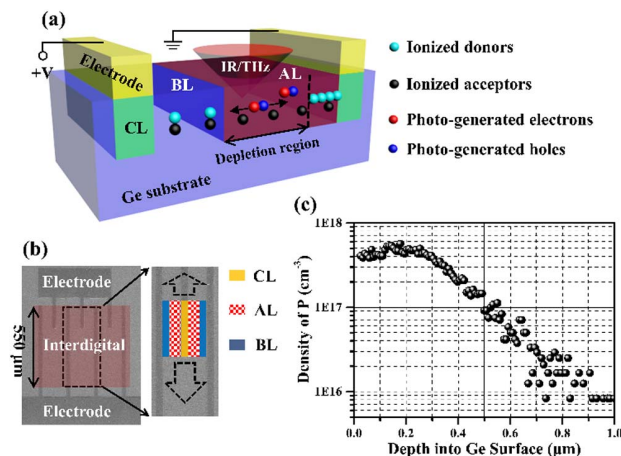 (a)
+V
Electrode
CL
BL
IR/THz
AL
Depletion region
Ge substrate
Ionized donors
Ionized acceptors
Photo-generated electrons
Photo-generated holes
(b)
Electrode
550 μm
Interdigital
Electrode
CL
AL
BL
(c)
Density of P (cm⁻³)
1E18
1E17
1E16
0.0 0.2 0.4 0.6 0.8 1.0
Depth into Ge Surface (μm)